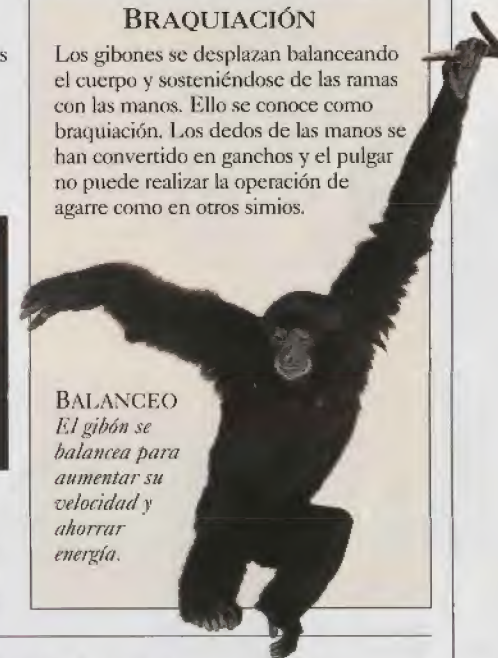 BRAQUIACIÓN
Los gibones se desplazan balanceando
el cuerpo y sosteniéndose de las ramas
con las manos. Ello se conoce como
braquiación. Los dedos de las manos se
han convertido en ganchos y el pulgar
no puede realizar la operación de
agarre como en otros simios.
BALANCEO
El gibón se
balancea para
aumentar su
velocidad y
ahorrar
energía.